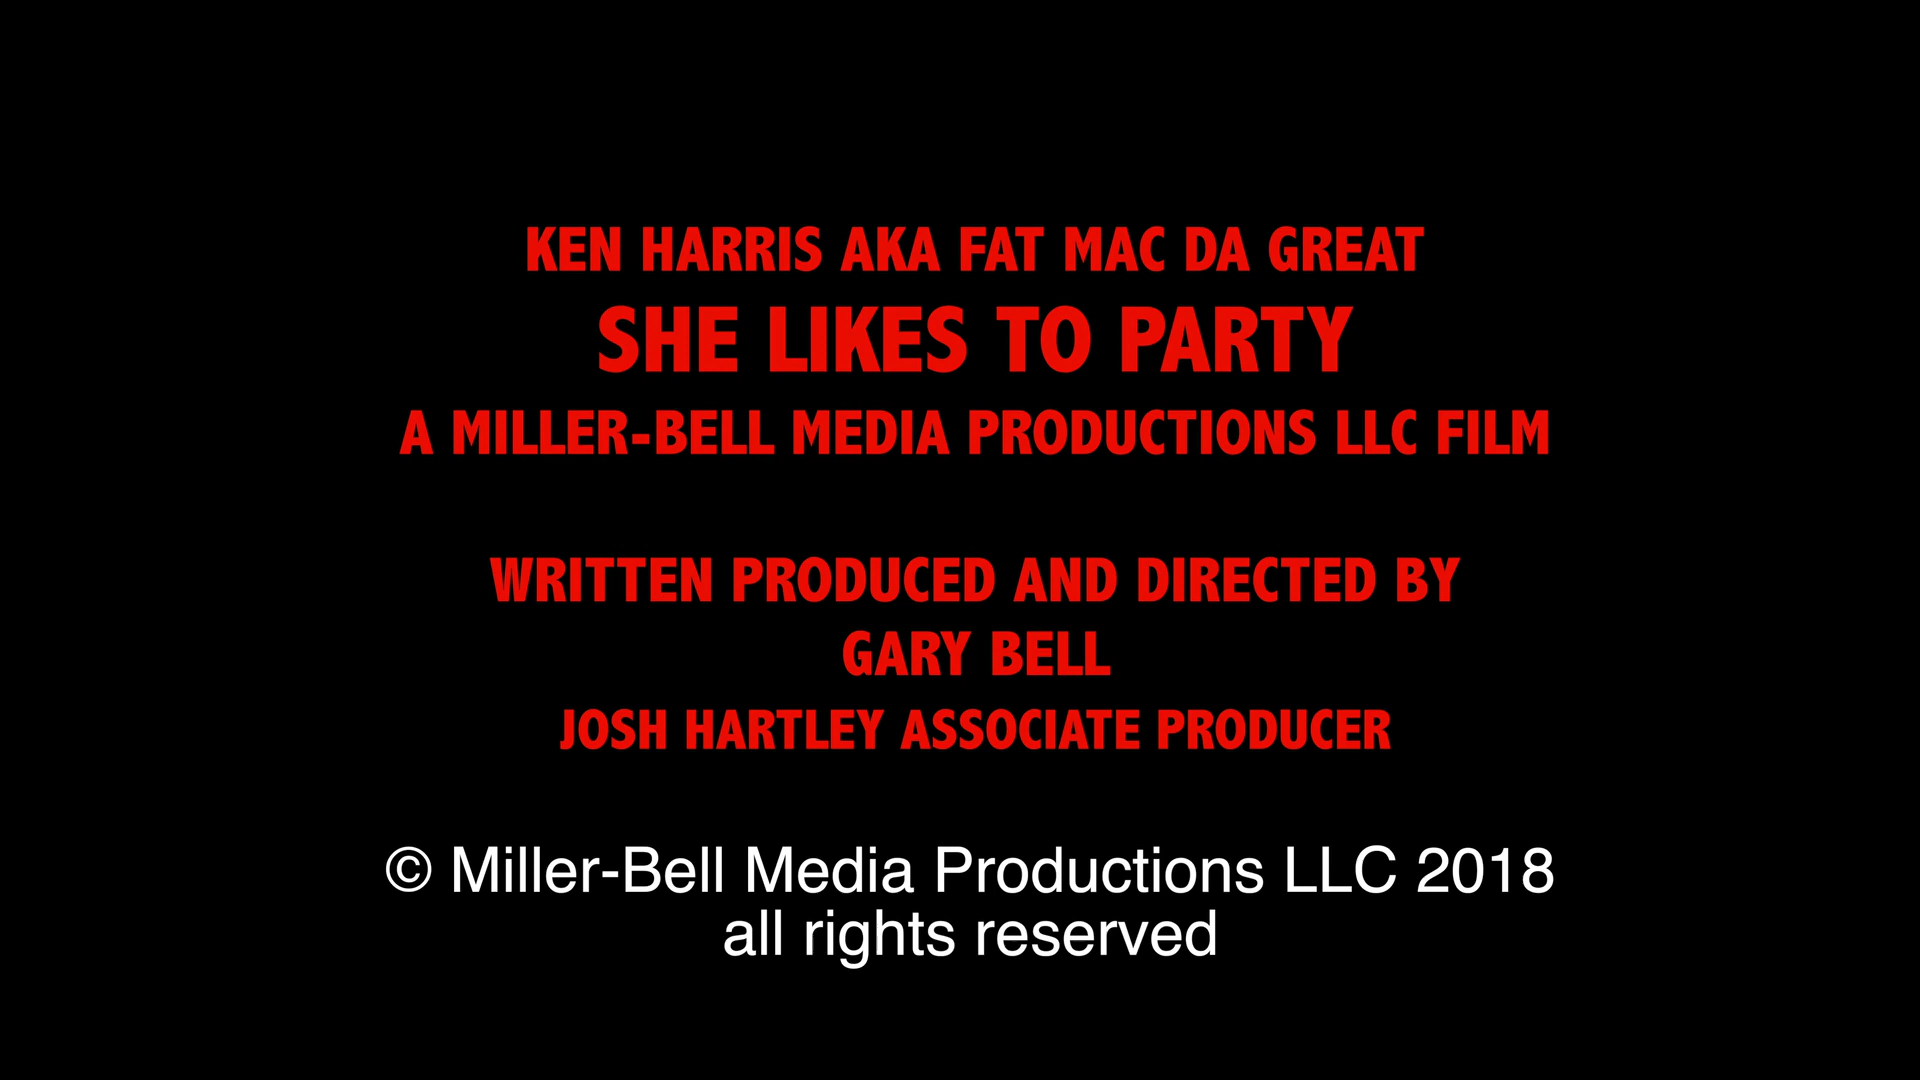 KEN HARRIS AKA FAT MAC DA GREAT
SHE LIKES TO PARTY
A MILLER-BELL MEDIA PRODUCTIONS LLC FILM
WRITTEN PRODUCED AND DIRECTED BY
GARY BELL
JOSH HARTLEY ASSOCIATE PRODUCER
© Miller-Bell Media Productions LLC 2018
all rights reserved